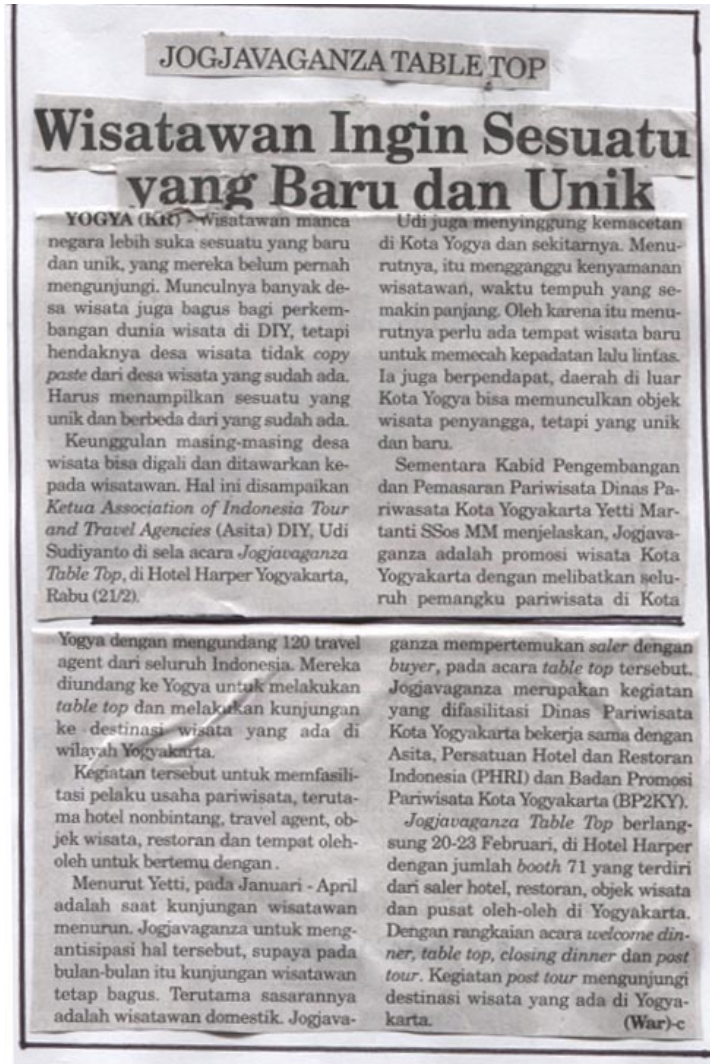 JOGJAVAGANZA TABLE TOP
Wisatawan Ingin Sesuatu
yang Baru dan Unik
YOGYA (KR) - Wisatawan manca
negara lebih suka sesuatu yang baru
dan unik, yang mereka belum pernah
mengunjungi. Munculnya banyak de-
sa wisata juga bagus bagi perkem-
bangan dunia wisata di DIY, tetapi
hendaknya desa wisata tidak copy
paste dari desa wisata yang sudah ada.
Harus menampilkan sesuatu yang
unik dan berbeda dari yang sudah ada.
Keunggulan masing-masing desa
wisata bisa digali dan ditawarkan ke-
pada wisatawan. Hal ini disampaikan
Ketua Association of Indonesia Tour
and Travel Agencies (Asita) DIY, Udi
Sudiyanto di sela acara Jogjavaganza
Table Top, di Hotel Harper Yogyakarta,
Rabu (21/2).
Udi juga menyinggung kemacetan
di Kota Yogya dan sekitarnya. Menu-
rutnya, itu mengganggu kenyamanan
wisatawan, waktu tempuh yang se-
makin panjang. Oleh karena itu menu-
rutnya perlu ada tempat wisata baru
untuk memecah kepadatan lalu lintas.
Ia juga berpendapat, daerah di luar
Kota Yogya bisa memunculkan objek
wisata penyangga, tetapi yang unik
dan baru.
Sementara Kabid Pengembangan
dan Pemasaran Pariwisata Dinas Pa-
riwasata Kota Yogyakarta Yetti Mar-
tanti SSos MM menjelaskan, Jogjava-
ganza adalah promosi wisata Kota
Yogyakarta dengan melibatkan selu-
ruh pemangku pariwisata di Kota
Yogya dengan mengundang 120 travel
agent dari seluruh Indonesia. Mereka
diundang ke Yogya untuk melakukan
table top dan melakukan kunjungan
ke destinasi wisata yang ada di
wilayah Yogyakarta.
Kegiatan tersebut untuk memfasili-
tasi pelaku usaha pariwisata, teruta-
ma hotel nonbintang, travel agent, ob-
jek wisata, restoran dan tempat oleh-
oleh untuk bertemu dengan .
Menurut Yetti, pada Januari - April
adalah saat kunjungan wisatawan
menurun. Jogjavaganza untuk meng-
antisipasi hal tersebut, supaya pada
bulan-bulan itu kunjungan wisatawan
tetap bagus. Terutama sasarannya
adalah wisatawan domestik. Jogjava-
ganza mempertemukan saler dengan
buyer, pada acara table top tersebut.
Jogjavaganza merupakan kegiatan
yang difasilitasi Dinas Pariwisata
Kota Yogyakarta bekerja sama dengan
Asita, Persatuan Hotel dan Restoran
Indonesia (PHRI) dan Badan Promosi
Pariwisata Kota Yogyakarta (BP2KY).
Jogjavaganza Table Top berlang-
sung 20-23 Februari, di Hotel Harper
dengan jumlah booth 71 yang terdiri
dari saler hotel, restoran, objek wisata
dan pusat oleh-oleh di Yogyakarta.
Dengan rangkaian acara welcome din-
ner, table top, closing dinner dan post
tour. Kegiatan post tour mengunjungi
destinasi wisata yang ada di Yogya-
karta. (War)-c